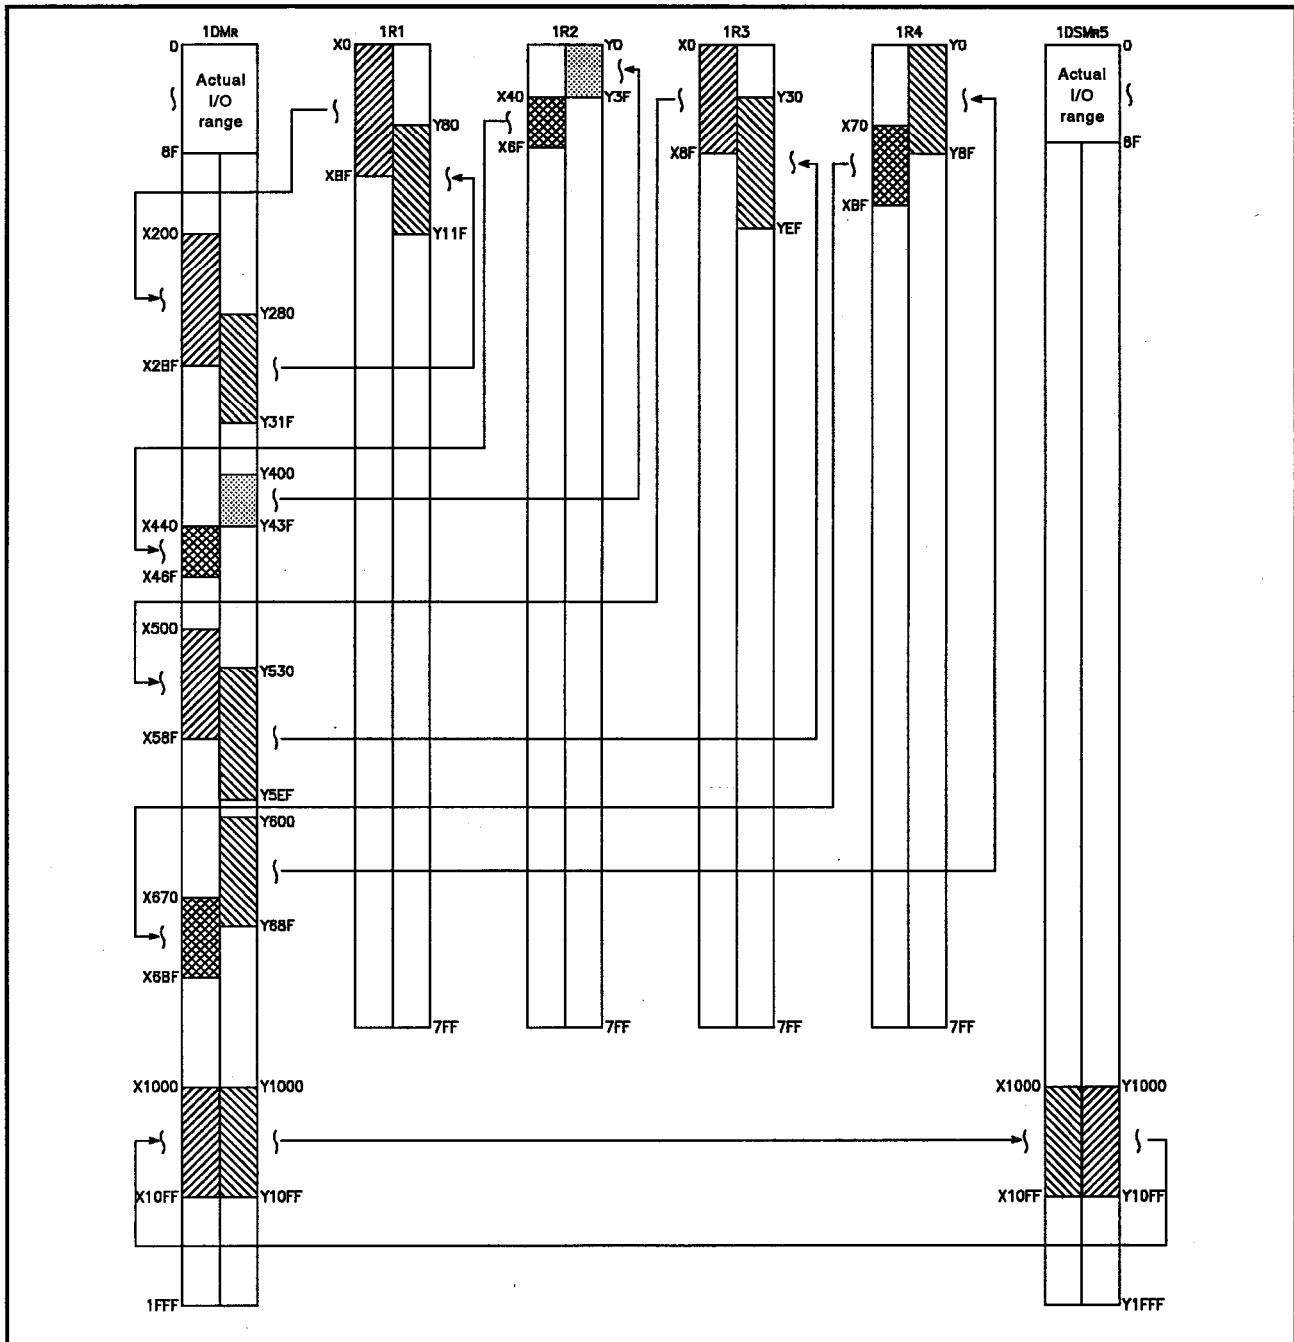 1DMR 1R1 1R2 1R3 1R4 1DSMR5
0 X0 Y0 X0 Y0 0
Actual
I/O
range
Actual
I/O
range
X40 Y3F Y30
Y80 X70
8F X8F Y8F 8F
X6F
XBF
XBF
X200 Y11F YEF
Y280
X2BF
Y31F
Y400
X440 Y43F
X46F
X500
Y530
X58F
Y5EF
Y600
X670
Y68F
X6BF
7FF 7FF 7FF 7FF
X1000 Y1000 X1000 Y1000
X10FF Y10FF X10FF Y10FF
1FFF Y1FFF